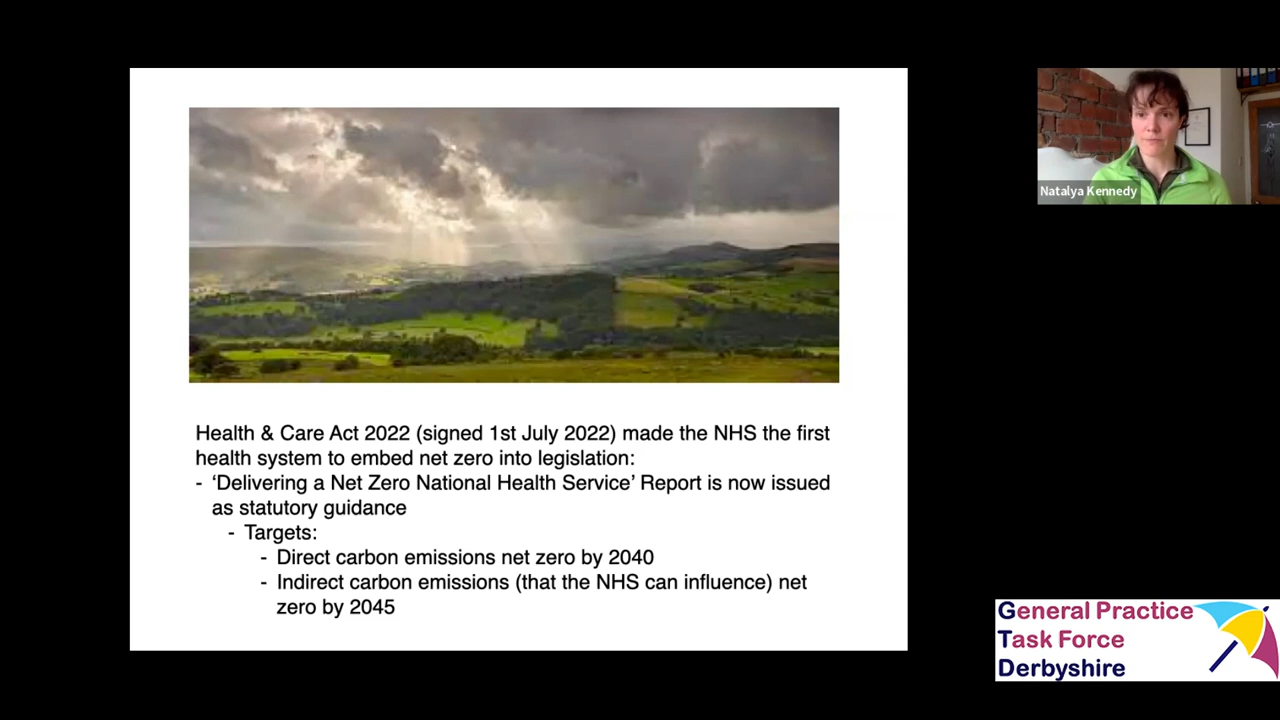 Health & Care Act 2022 (signed 1st July 2022) made the NHS the first
health system to embed net zero into legislation:
- ‘Delivering a Net Zero National Health Service’ Report is now issued
as statutory guidance
- Targets:
- Direct carbon emissions net zero by 2040
- Indirect carbon emissions (that the NHS can influence) net
zero by 2045
Natalya Kennedy
General Practice
Task Force
Derbyshire